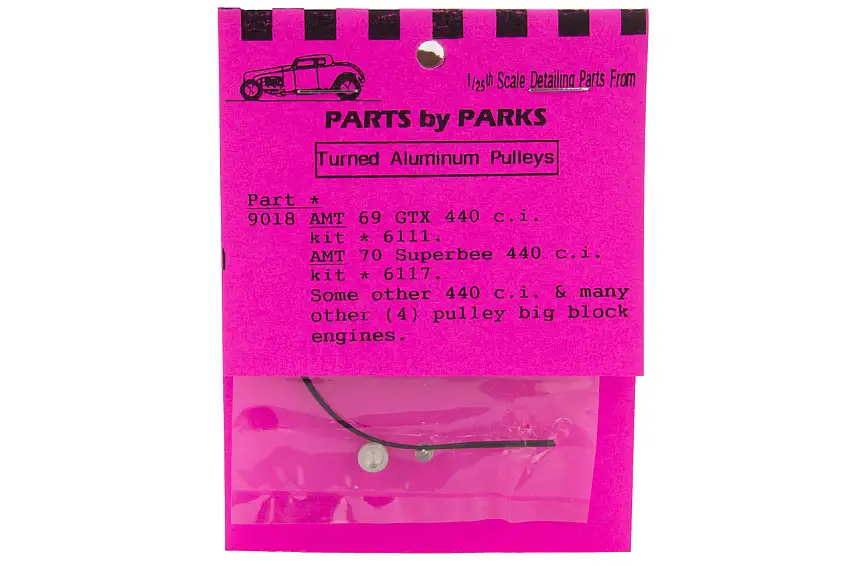 1/25th Scale Detailing Parts From
PARTS by PARKS
Turned Aluminum Pulleys
Part *
9018 AMT 69 GTX 440 c.i.
kit * 6111.
AMT 70 Superbee 440 c.i.
kit * 6117.
Some other 440 c.i. & many
other (4) pulley big block
engines.